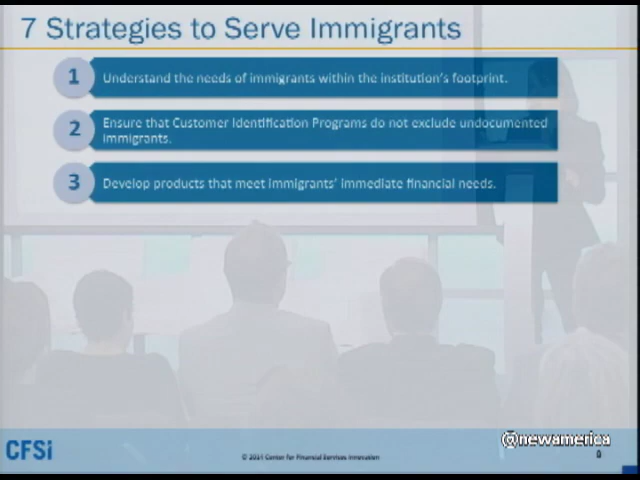 7 Strategies to Serve Immigrants
1 Understand the needs of immigrants within the institution's footprint.
2 Ensure that Customer Identification Programs do not exclude undocumented
immigrants.
3 Develop products that meet immigrants' immediate financial needs.
CFSi
© 2014 Center for Financial Services Innovation
@newamerica
9